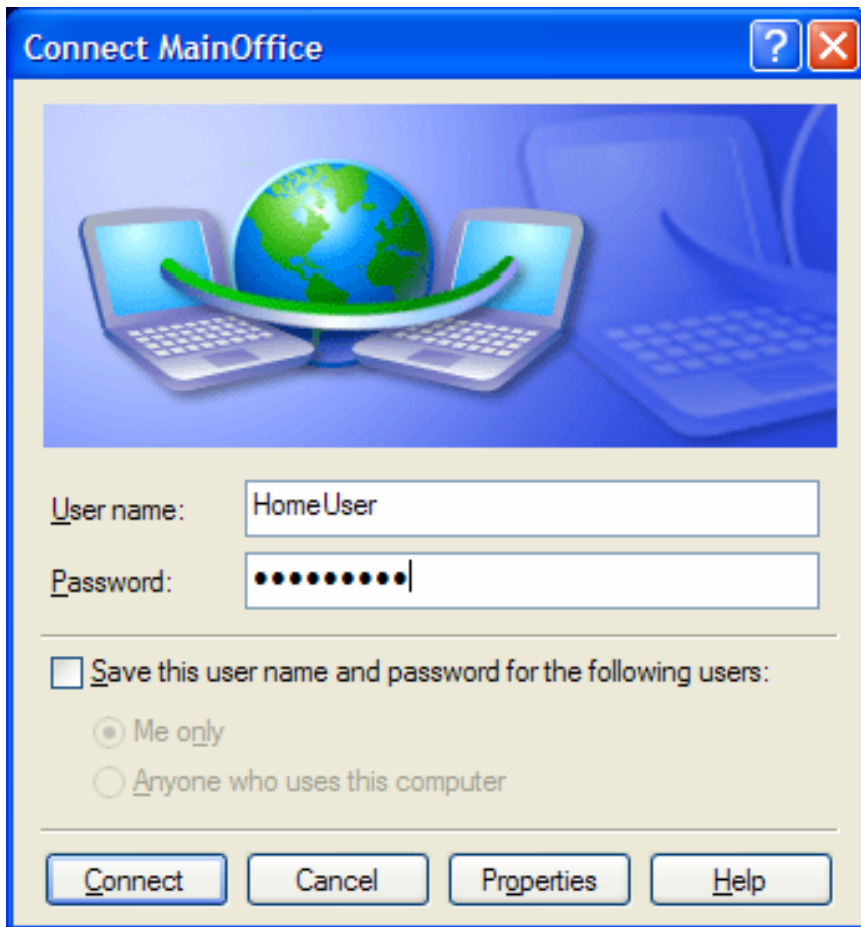 Connect MainOffice
User name: HomeUser
Password: •••••••••
Save this user name and password for the following users:
Me only
Anyone who uses this computer
Connect Cancel Properties Help